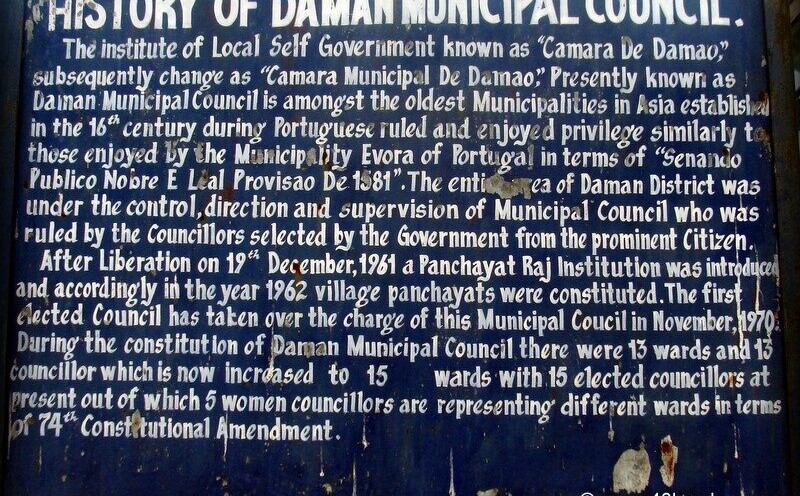 HISTORY OF DAMAN MUNICIPAL COUNCIL.
The institute of Local Self Government known as "Camara De Damao,"
subsequently change as "Camara Municipal De Damao." Presently known as
Daman Municipal Council is amongst the oldest Municipalities in Asia established
in the 16th century during Portuguese ruled and enjoyed privilege similarly to
those enjoyed by the Municipality Evora of Portugal in terms of "Senando
Publico Nobre E Leal Provisao De 1581". The entire area of Daman District was
under the control, direction and supervision of Municipal Council who was
ruled by the Councillors selected by the Government from the prominent Citizen.
After Liberation on 19th December, 1961 a Panchayat Raj Institution was introduced
and accordingly in the year 1962 village panchayats were constituted. The first
elected Council has taken over the charge of this Municipal Coucil in November, 1970.
During the constitution of Daman Municipal Council there were 13 wards and 13
councillor which is now increased to 15 wards with 15 elected councillors at
present out of which 5 women councillors are representing different wards in terms
of 74th Constitutional Amendment.